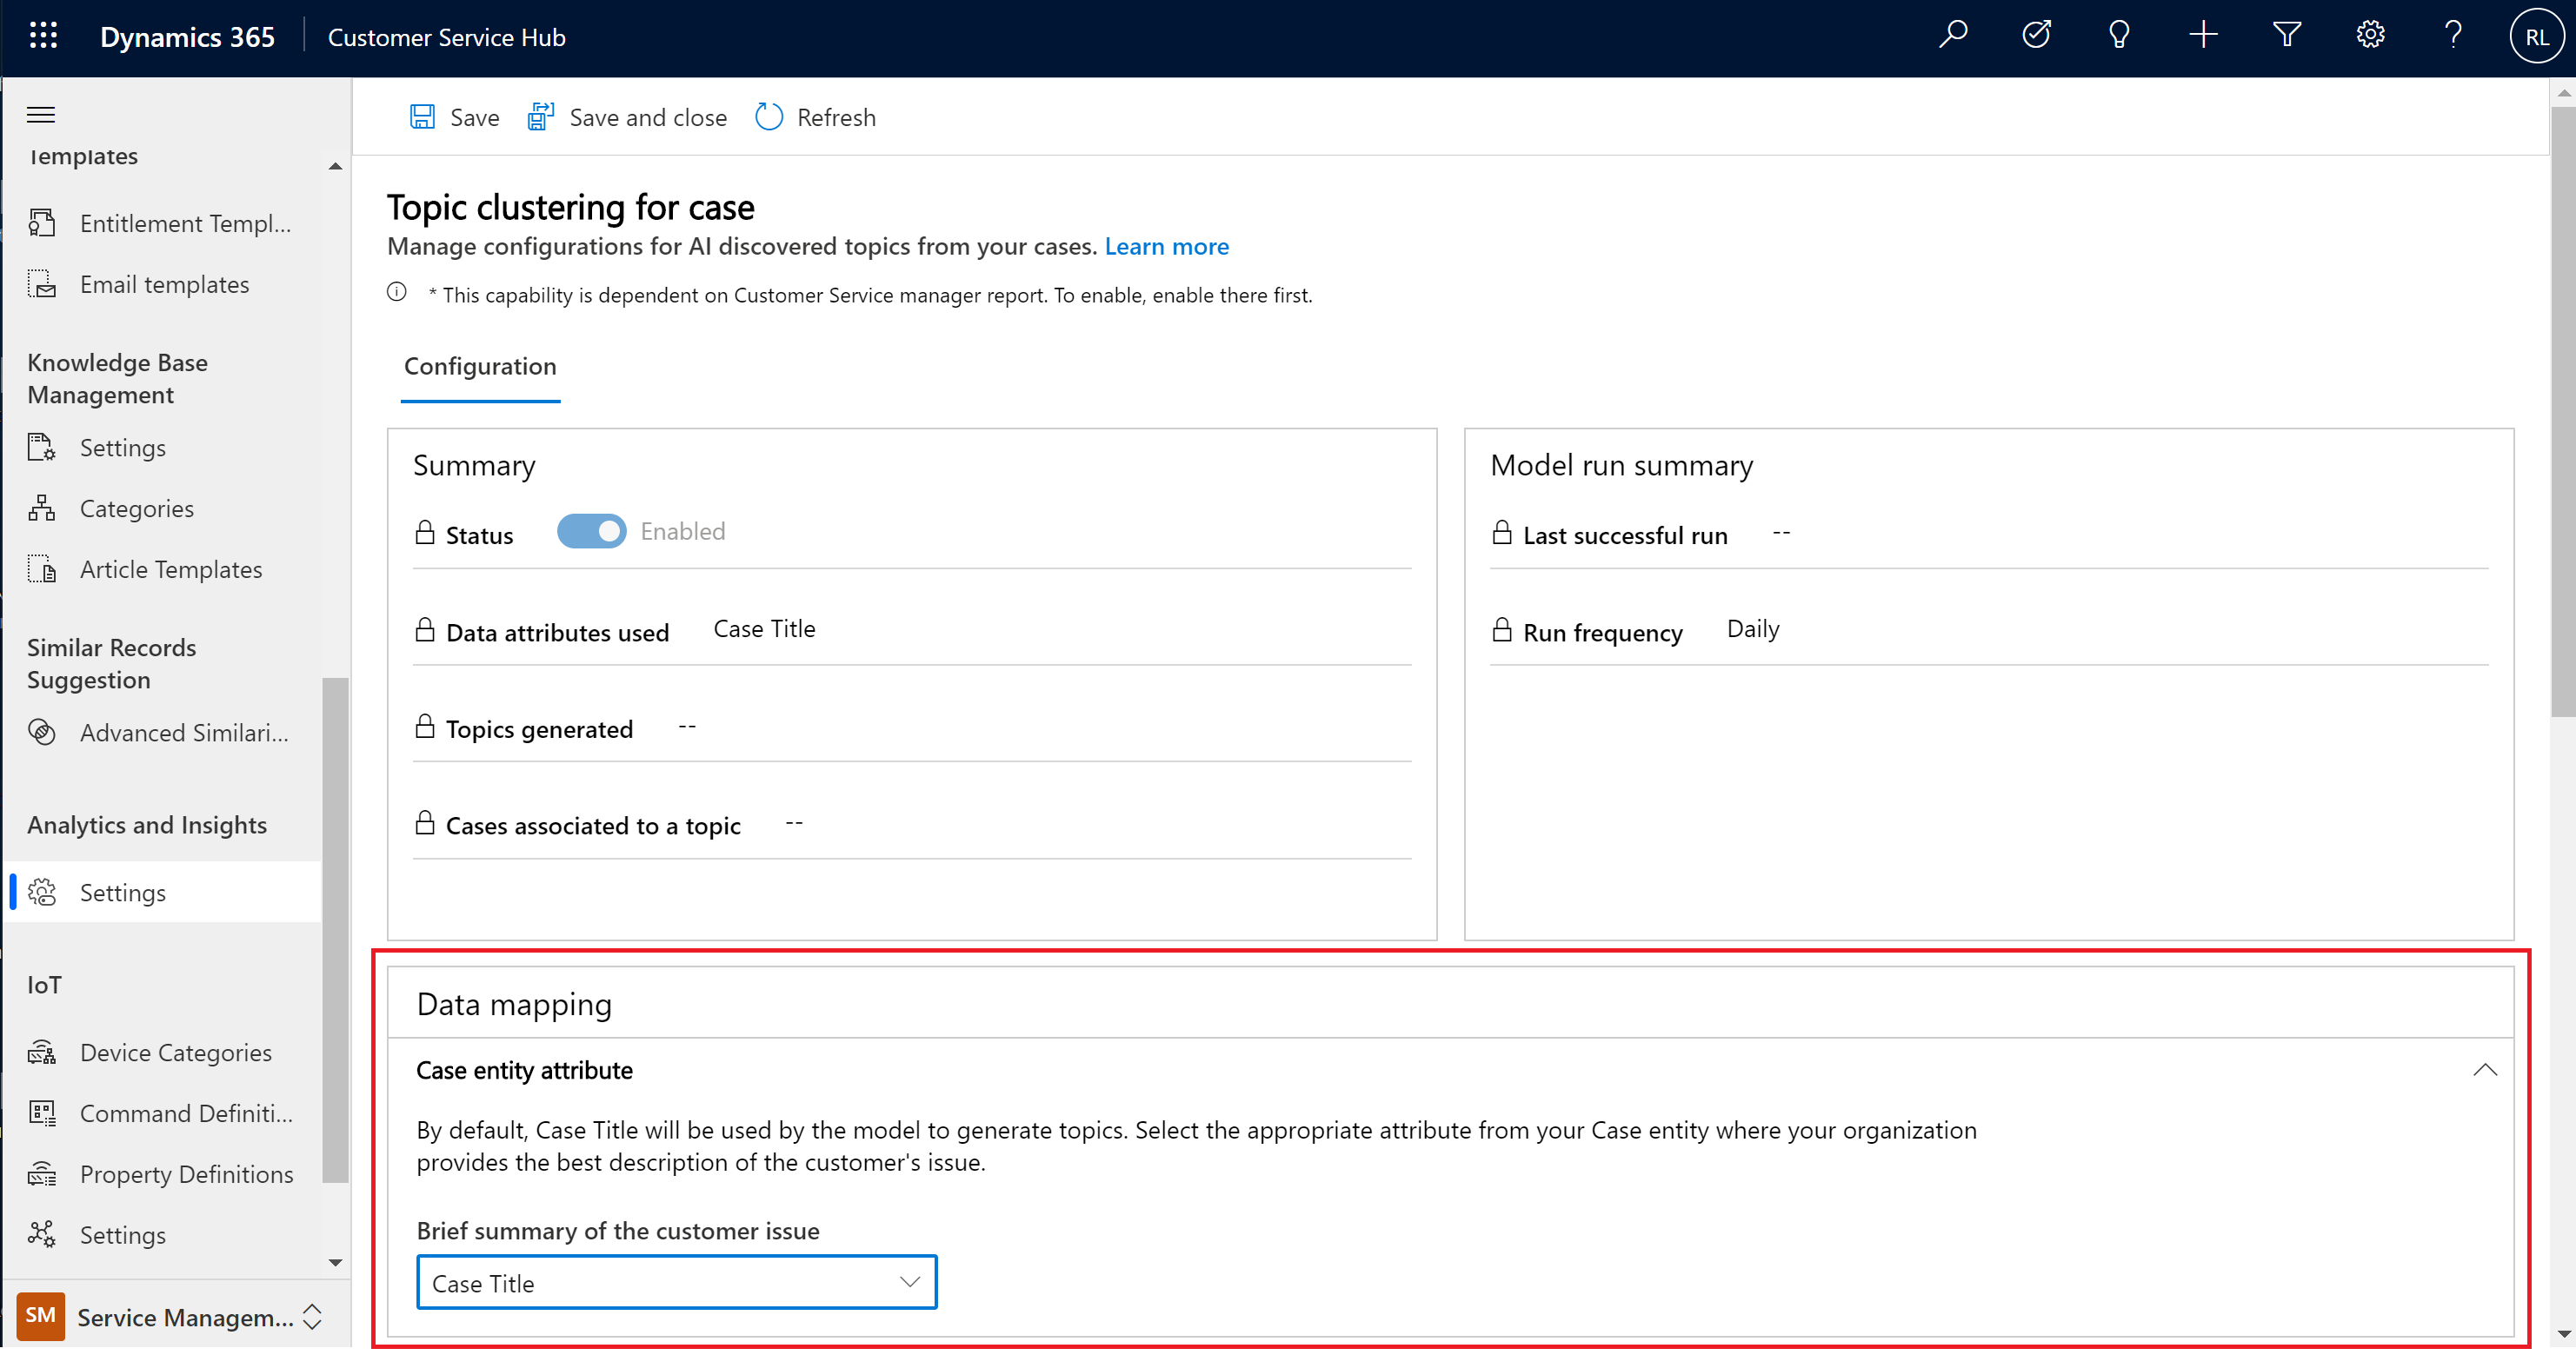 Dynamics 365
Customer Service Hub
RL
Save
Save and close
Refresh
Templates
Entitlement Templ...
Email templates
Knowledge Base
Management
Settings
Categories
Article Templates
Similar Records
Suggestion
Advanced Similari...
Analytics and Insights
Settings
IoT
Device Categories
Command Definiti...
Property Definitions
Settings
SM
Service Managem...
Topic clustering for case
Manage configurations for AI discovered topics from your cases. Learn more
* This capability is dependent on Customer Service manager report. To enable, enable there first.
Configuration
Summary
Status
Enabled
Data attributes used
Case Title
Topics generated
--
Cases associated to a topic
--
Model run summary
Last successful run
--
Run frequency
Daily
Data mapping
Case entity attribute
By default, Case Title will be used by the model to generate topics. Select the appropriate attribute from your Case entity where your organization
provides the best description of the customer's issue.
Brief summary of the customer issue
Case Title